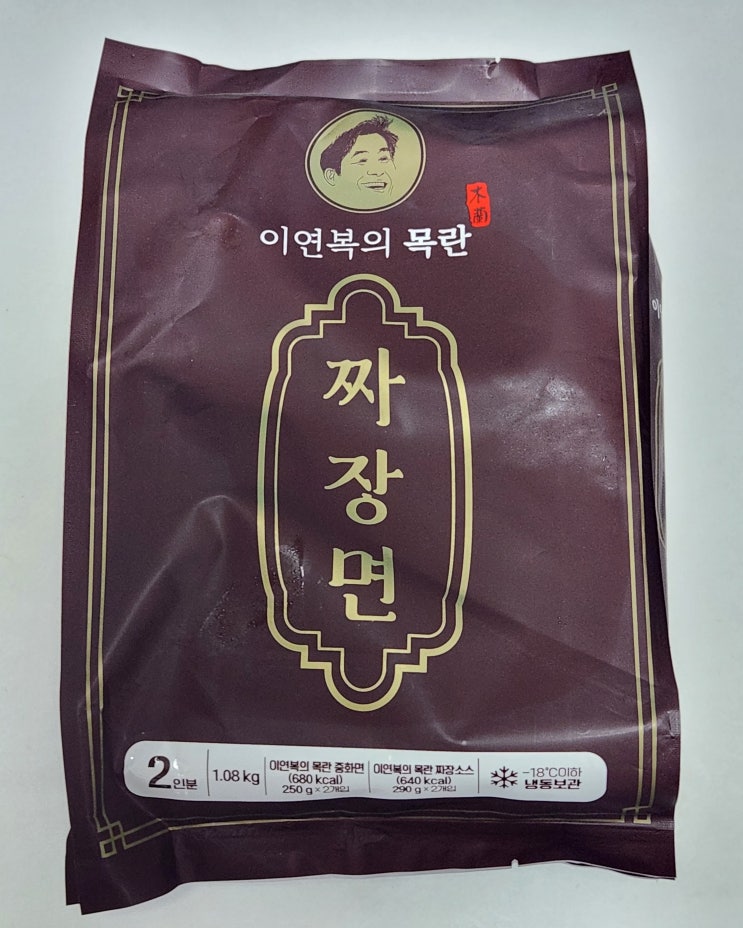 木蘭
이연복의 목란
짜장면
2인분
1.08 kg
이연복의 목란 중화면
(680 kcal)
250 g × 2개입
이연복의 목란 짜장소스
(640 kcal)
290 g × 2개입
-18℃이하
냉동보관